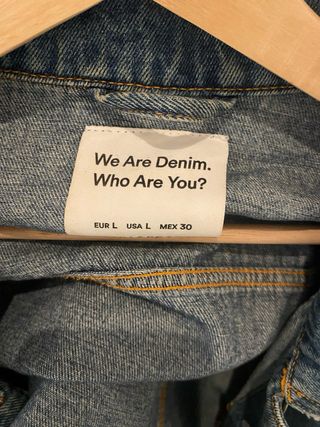 We Are Denim.
Who Are You?
EUR L USA L MEX 30